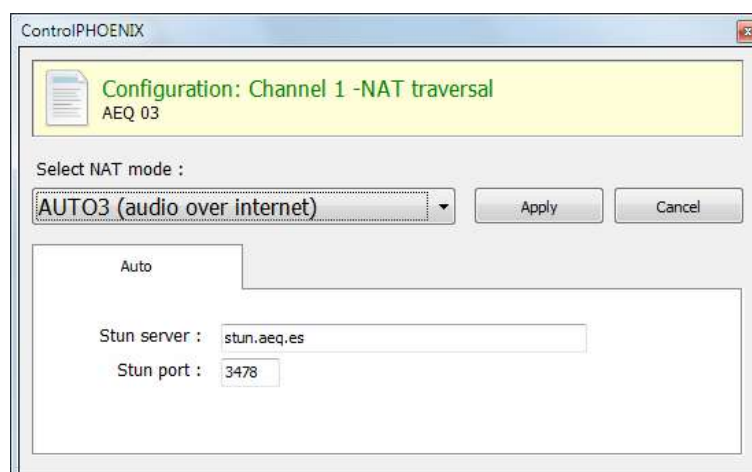 ControlPHOENIX
Configuration: Channel 1 -NAT traversal
AEQ 03
Select NAT mode :
AUTO3 (audio over internet)
Apply
Cancel
Auto
Stun server :
stun.aeq.es
Stun port :
3478